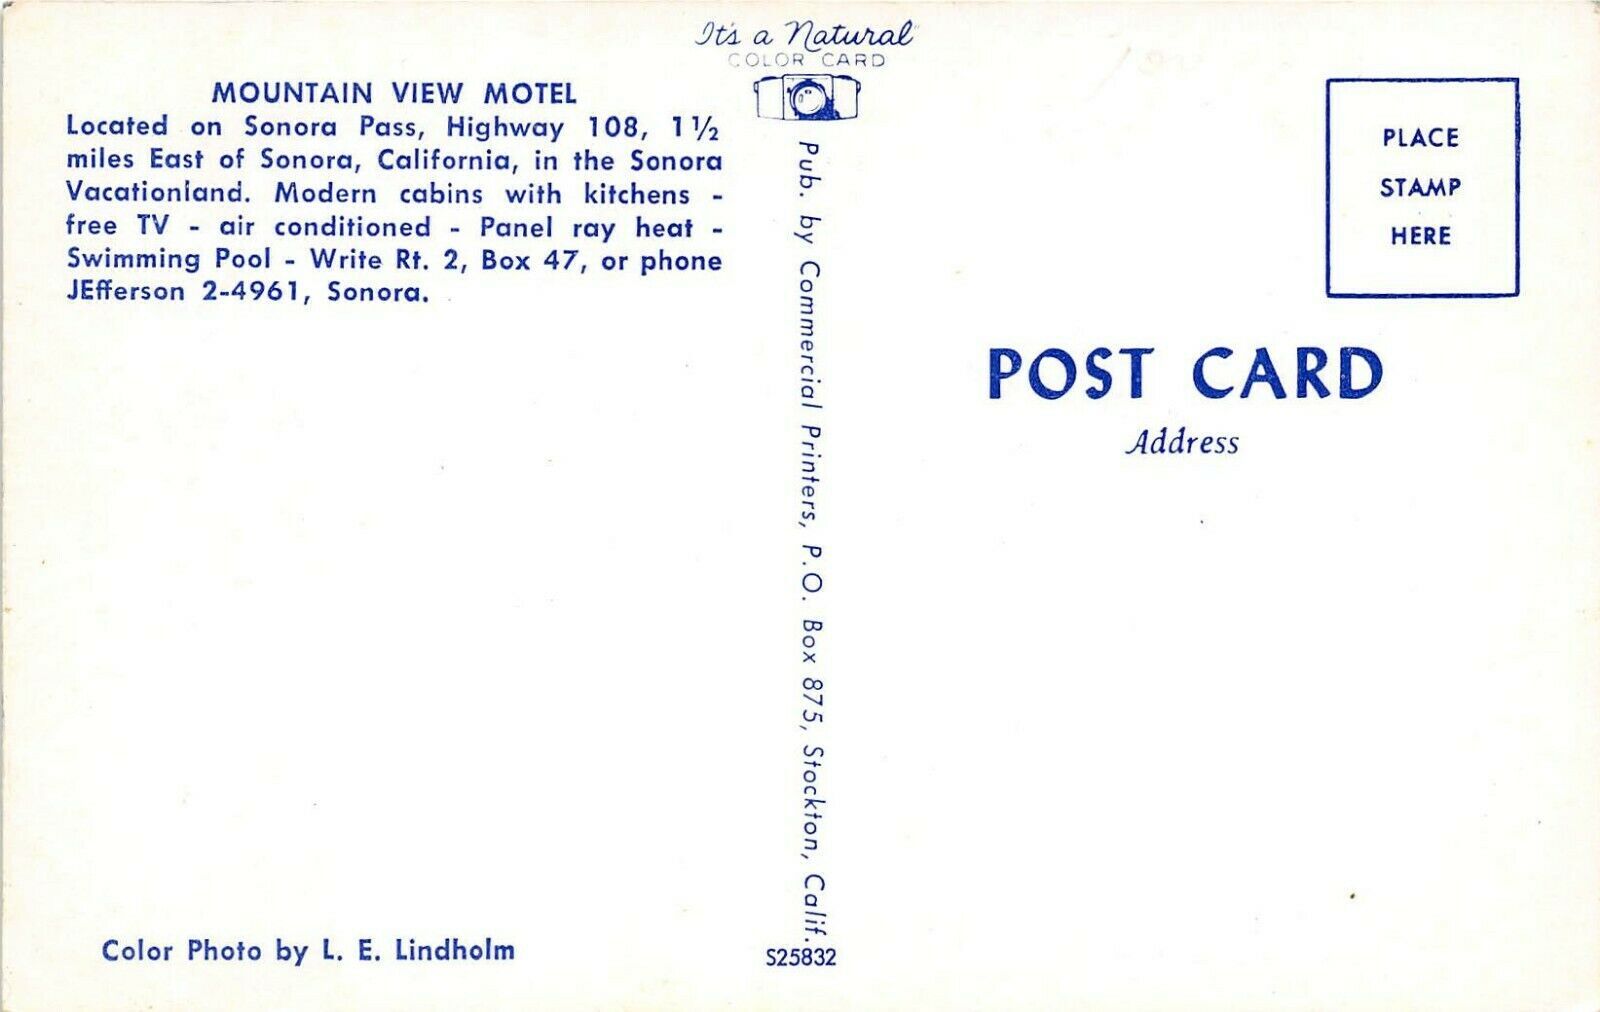 It's a Natural
COLOR CARD
MOUNTAIN VIEW MOTEL
Located on Sonora Pass, Highway 108, 1 1/2
miles East of Sonora, California, in the Sonora
Vacationland. Modern cabins with kitchens -
free TV - air conditioned - Panel ray heat -
Swimming Pool - Write Rt. 2, Box 47, or phone
JEfferson 2-4961, Sonora.
Color Photo by L. E. Lindholm
Pub. by Commercial Printers, P.O. Box 875, Stockton, Calif.
S25832
PLACE
STAMP
HERE
POST CARD
Address